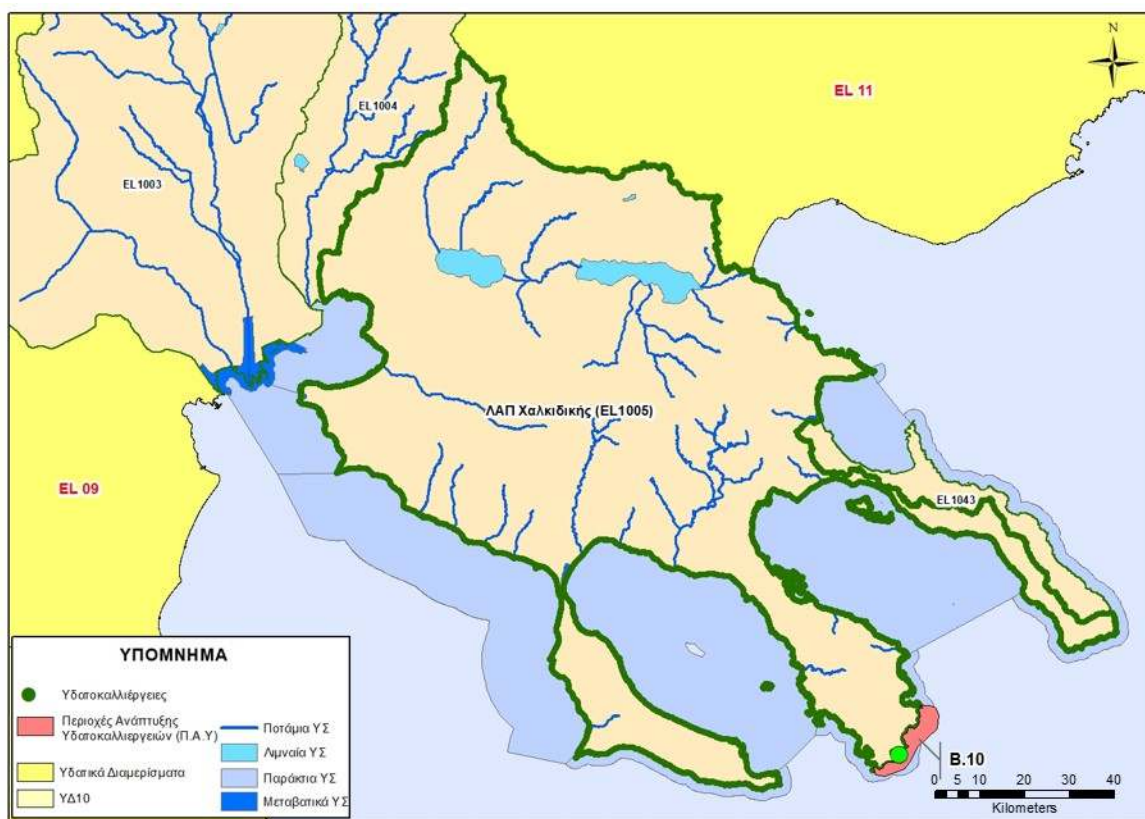 N
EL 11
EL1004
EL1003
ΛΑΠ Χαλκιδικής (EL1005)
EL 09
EL1043
B.10
0 5 10 20 30 40
Kilometers
ΥΠΟΜΝΗΜΑ
Υδατοκαλλιέργειες
Περιοχές Ανάπτυξης
Υδατοκαλλιεργειών (Π.Α.Υ)
Υδατικά Διαμερίσματα
ΥΔ10
Ποτάμια ΥΣ
Λιμναία ΥΣ
Παράκτια ΥΣ
Μεταβατικά ΥΣ